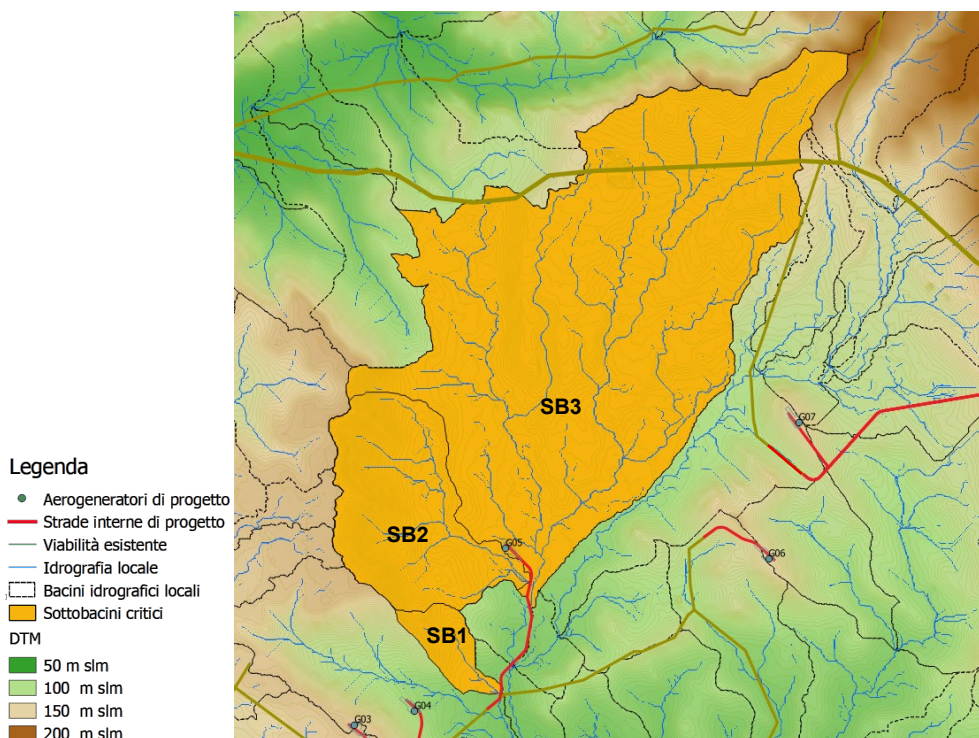 SB3
G07
SB2
G05
G06
SB1
G04
G03
Legenda
Aerogeneratori di progetto
Strade interne di progetto
Viabilità esistente
Idrografia locale
Bacini idrografici locali
Sottobacini critici
DTM
50 m slm
100 m slm
150 m slm
200 m slm